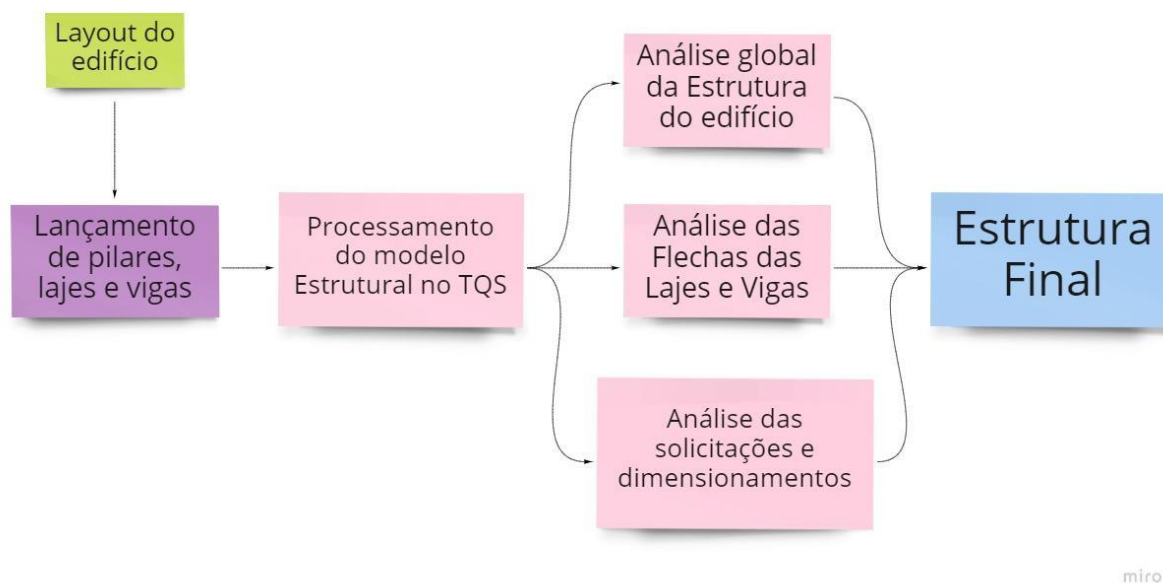 Layout do
edifício
Lançamento
de pilares,
lajes e vigas
Processamento
do modelo
Estrutural no TQS
Análise global
da Estrutura
do edifício
Análise das
Flechas das
Lajes e Vigas
Análise das
solicitações e
dimensionamentos
Estrutura
Final
miro